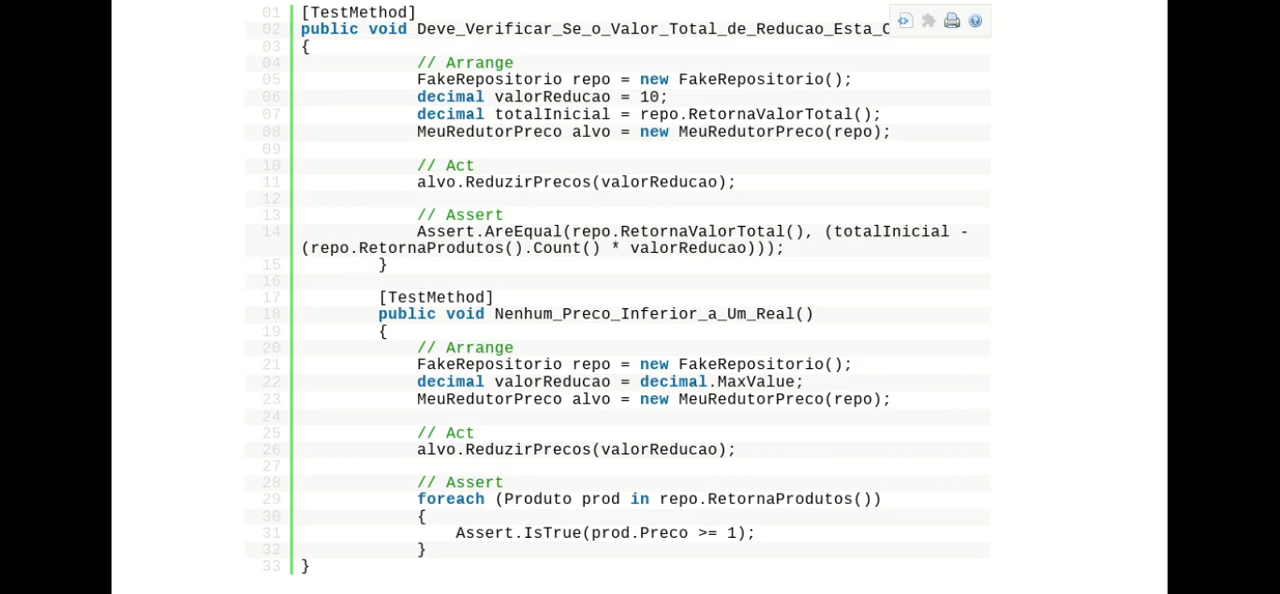 01 [TestMethod]
02 public void Deve_Verificar_Se_o_Valor_Total_de_Reducao_Esta_C
03 {
04 // Arrange
05 FakeRepositorio repo = new FakeRepositorio();
06 decimal valorReducao = 10;
07 decimal totalInicial = repo.RetornaValorTotal();
08 MeuRedutorPreco alvo = new MeuRedutorPreco(repo);
09
10 // Act
11 alvo.ReduzirPrecos(valorReducao);
12
13 // Assert
14 Assert.AreEqual(repo.RetornaValorTotal(), (totalInicial -
(repo.RetornaProdutos().Count() * valorReducao)));
15 }
16
17 [TestMethod]
18 public void Nenhum_Preco_Inferior_a_Um_Real()
19 {
20 // Arrange
21 FakeRepositorio repo = new FakeRepositorio();
22 decimal valorReducao = decimal.MaxValue;
23 MeuRedutorPreco alvo = new MeuRedutorPreco(repo);
24
25 // Act
26 alvo.ReduzirPrecos(valorReducao);
27
28 // Assert
29 foreach (Produto prod in repo.RetornaProdutos())
30 {
31 Assert.IsTrue(prod.Preco >= 1);
32 }
33 }